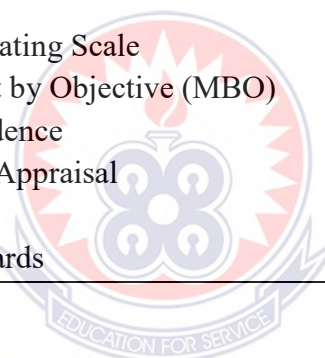 ating Scale
t by Objective (MBO)
lence
Appraisal
ards
EDUCATION FOR SERVICE